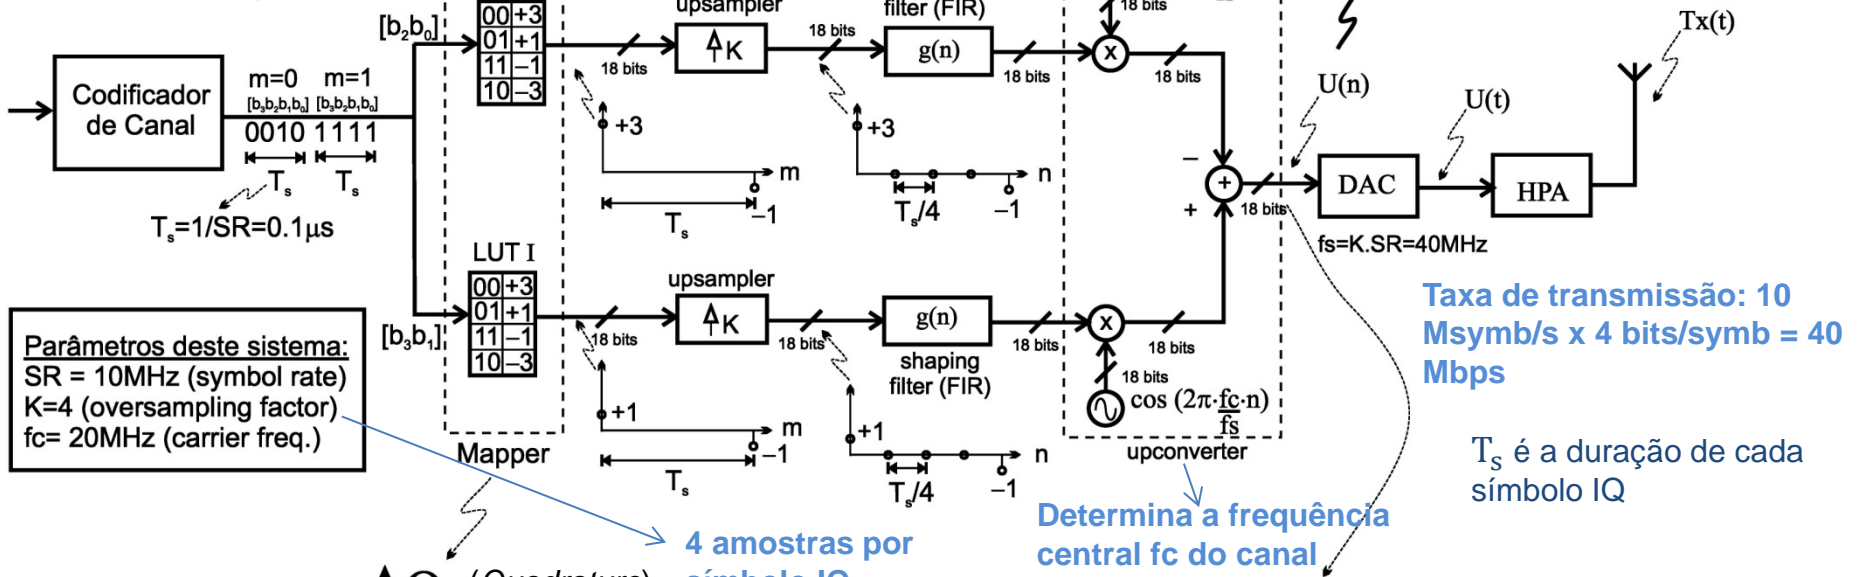 upsampler
filter (FIR)
18 bits
Tx(t)
[b₂b₀]
00 +3
01 +1
11 −1
10 −3
18 bits
K
18 bits
g(n)
18 bits
x
18 bits
Codificador
de Canal
m=0 m=1
[b₃b₂b₁b₀] [b₃b₂b₁b₀]
0010 1111
Tₛ Tₛ
Tₛ=1/SR=0.1μs
+3
m
Tₛ
−1
+3
n
Tₛ/4
−1
−
+
+
18 bits
U(n)
DAC
U(t)
HPA
fs=K.SR=40MHz
LUT I
00 +3
01 +1
11 −1
10 −3
[b₃b₁]
18 bits
upsampler
K
18 bits
g(n)
shaping
filter (FIR)
18 bits
x
18 bits
18 bits
cos (2π·fc/fs·n)
upconverter
Mapper
+1
m
Tₛ
−1
+1
n
Tₛ/4
−1
Parâmetros deste sistema:
SR = 10MHz (symbol rate)
K=4 (oversampling factor)
fc= 20MHz (carrier freq.)
Taxa de transmissão: 10
Msymb/s x 4 bits/symb = 40
Mbps
Tₛ é a duração de cada
símbolo IQ
Determina a frequência
central fc do canal
4 amostras por
símbolo IQ
Q (Quadrature)